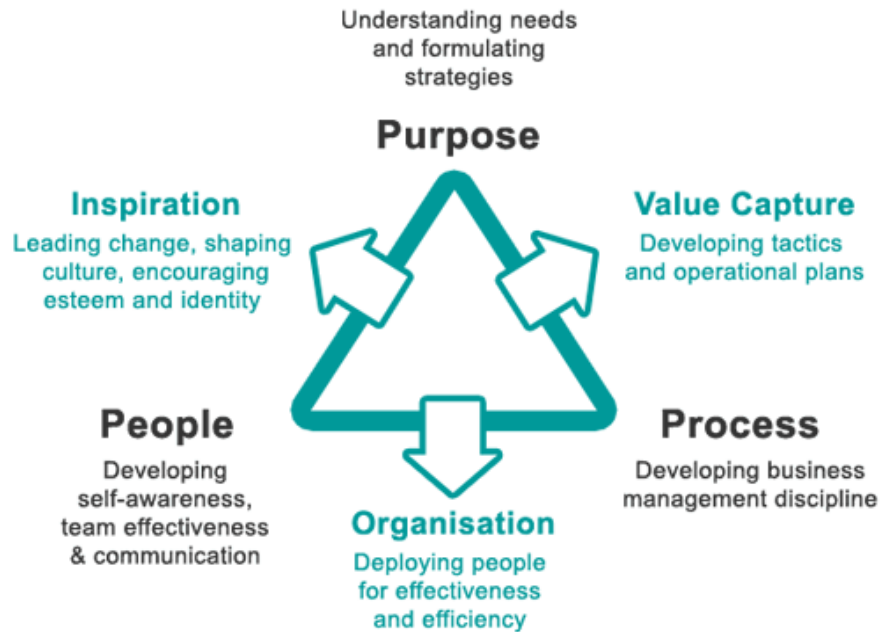 Understanding needs
and formulating
strategies
Purpose
Inspiration
Leading change, shaping
culture, encouraging
esteem and identity
Value Capture
Developing tactics
and operational plans
People
Developing
self-awareness,
team effectiveness
& communication
Process
Developing business
management discipline
Organisation
Deploying people
for effectiveness
and efficiency